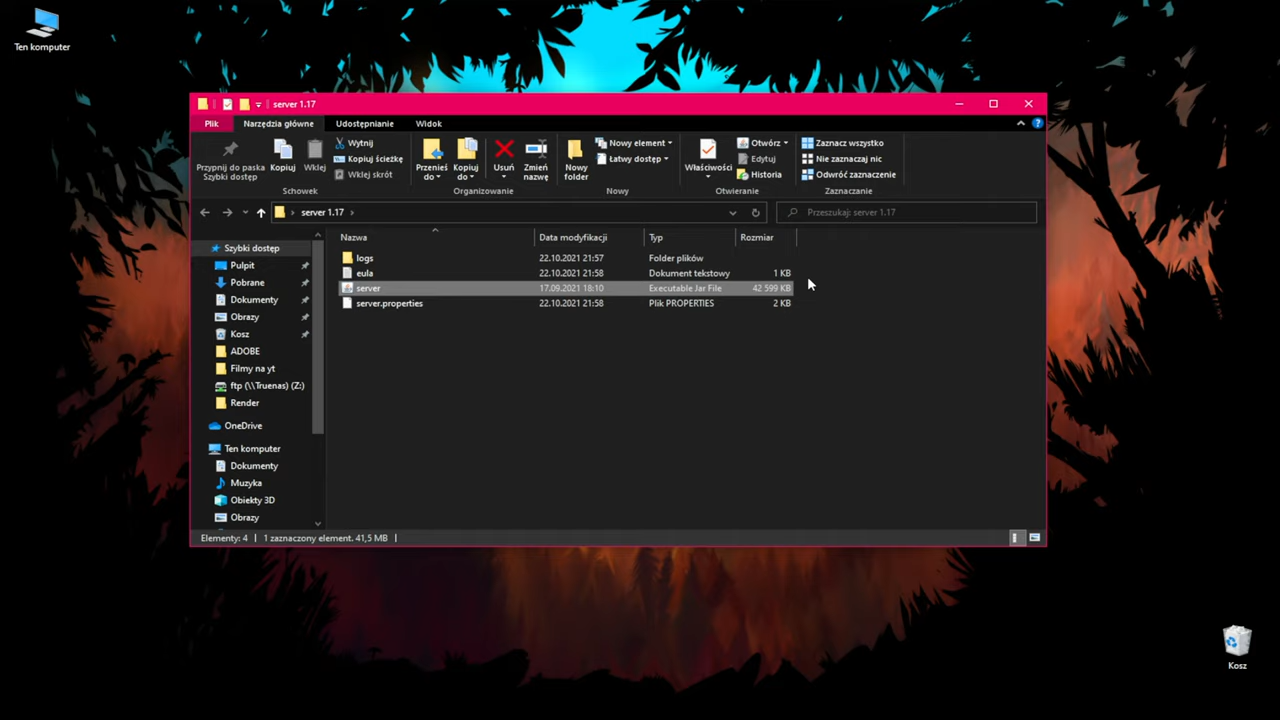 Ten komputer
server 1.17
Plik Narzędzia główne Udostępnianie Widok
Przypnij do paska Szybki dostęp
Kopiuj
Wklej
Wytnij
Kopiuj ścieżkę
Wklej skrót
Schowek
Przenieś do
Kopiuj do
Usuń
Zmień nazwę
Organizowanie
Nowy folder
Nowy element
Łatwy dostęp
Nowy
Właściwości
Otwórz
Edytuj
Historia
Otwieranie
Zaznacz wszystko
Nie zaznaczaj nic
Odwróć zaznaczenie
Zaznaczanie
server 1.17
Przeszukaj: server 1.17
Szybki dostęp
Pulpit
Pobrane
Dokumenty
Obrazy
Kosz
ADOBE
Filmy na yt
ftp (\\Truenas) (Z:)
Render
OneDrive
Ten komputer
Dokumenty
Muzyka
Obiekty 3D
Obrazy
Nazwa Data modyfikacji Typ Rozmiar
logs 22.10.2021 21:57 Folder plików
eula 22.10.2021 21:58 Dokument tekstowy 1 KB
server 17.09.2021 18:10 Executable Jar File 42 599 KB
server.properties 22.10.2021 21:58 Plik PROPERTIES 2 KB
Elementy: 4 1 zaznaczony element. 41,5 MB
Kosz